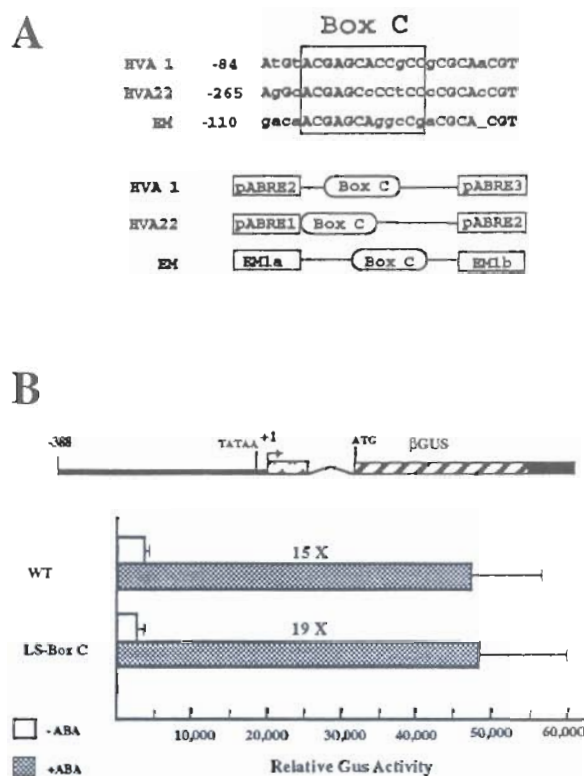 A
Box C
HVA 1 -84 AtGtACGAGCACCgCCgCGCAaCGT
HVA22 -265 AgGcACGAGCcCCtCCcCGCAcCGT
EM -110 gacaACGAGCAggcCgaCGCA_CGT
HVA 1 pABRE2 Box C pABRE3
HVA22 pABRE1 Box C pABRE2
EM EM1a Box C EM1b
B
-388 TATAA +1 ATG βGUS
WT 15 X
LS-Box C 19 X
10,000 20,000 30,000 40,000 50,000 60,000
-ABA
+ABA
Relative Gus Activity